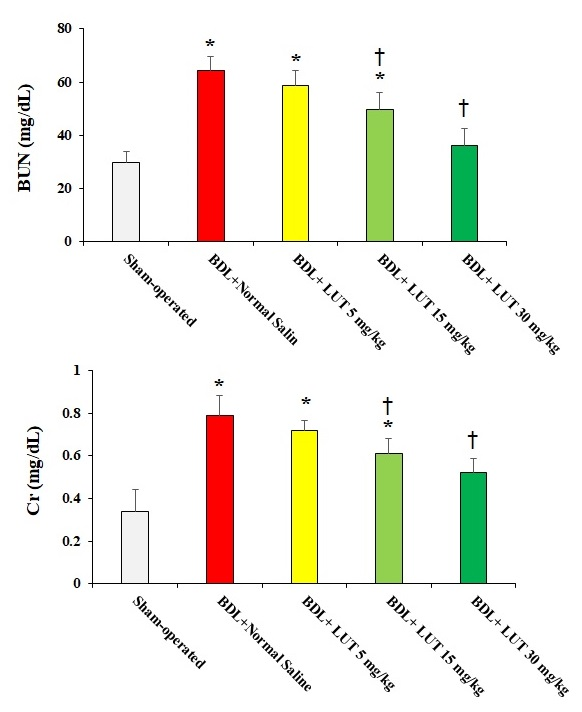 80
60
40
20
0
BUN (mg/dL)
*
*
†
*
†
Sham-operated
BDL+Normal Salin
BDL+ LUT 5 mg/kg
BDL+ LUT 15 mg/kg
BDL+ LUT 30 mg/kg
1
0.8
0.6
0.4
0.2
0
Cr (mg/dL)
*
*
†
*
†
Sham-operated
BDL+Normal Saline
BDL+ LUT 5 mg/kg
BDL+ LUT 15 mg/kg
BDL+ LUT 30 mg/kg